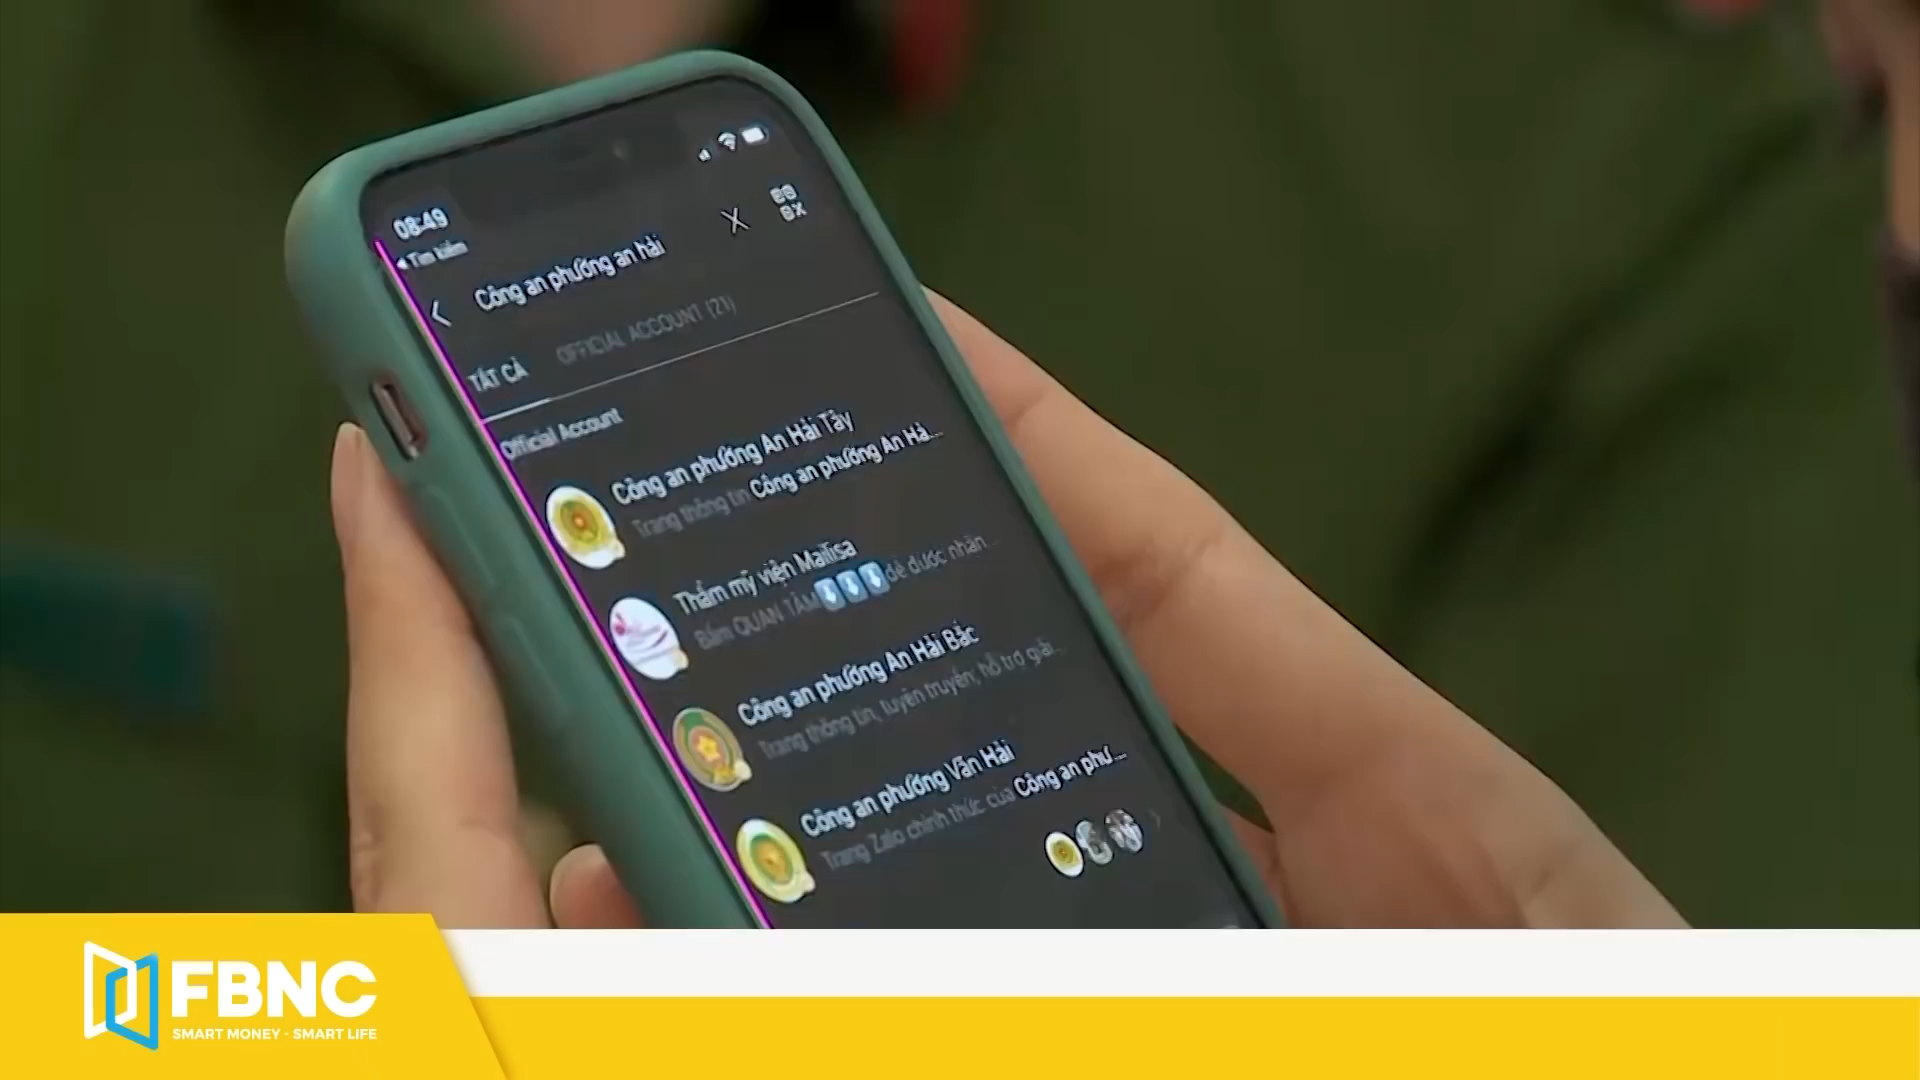 08:49
Tìm kiếm
Công an phường an hải
TẤT CẢ OFFICIAL ACCOUNT (21)
Official Account
Công an phường An Hải Tây
Trang thông tin Công an phường An Hả...
Thẩm mỹ viện Mailisa
Bấm QUAN TÂM⬇️⬇️⬇️để được nhận...
Công an phường An Hải Bắc
Trang thông tin, tuyên truyền; hỗ trợ giải...
Công an phường Văn Hải
Trang Zalo chính thức của Công an phư...
FBNC
SMART MONEY - SMART LIFE